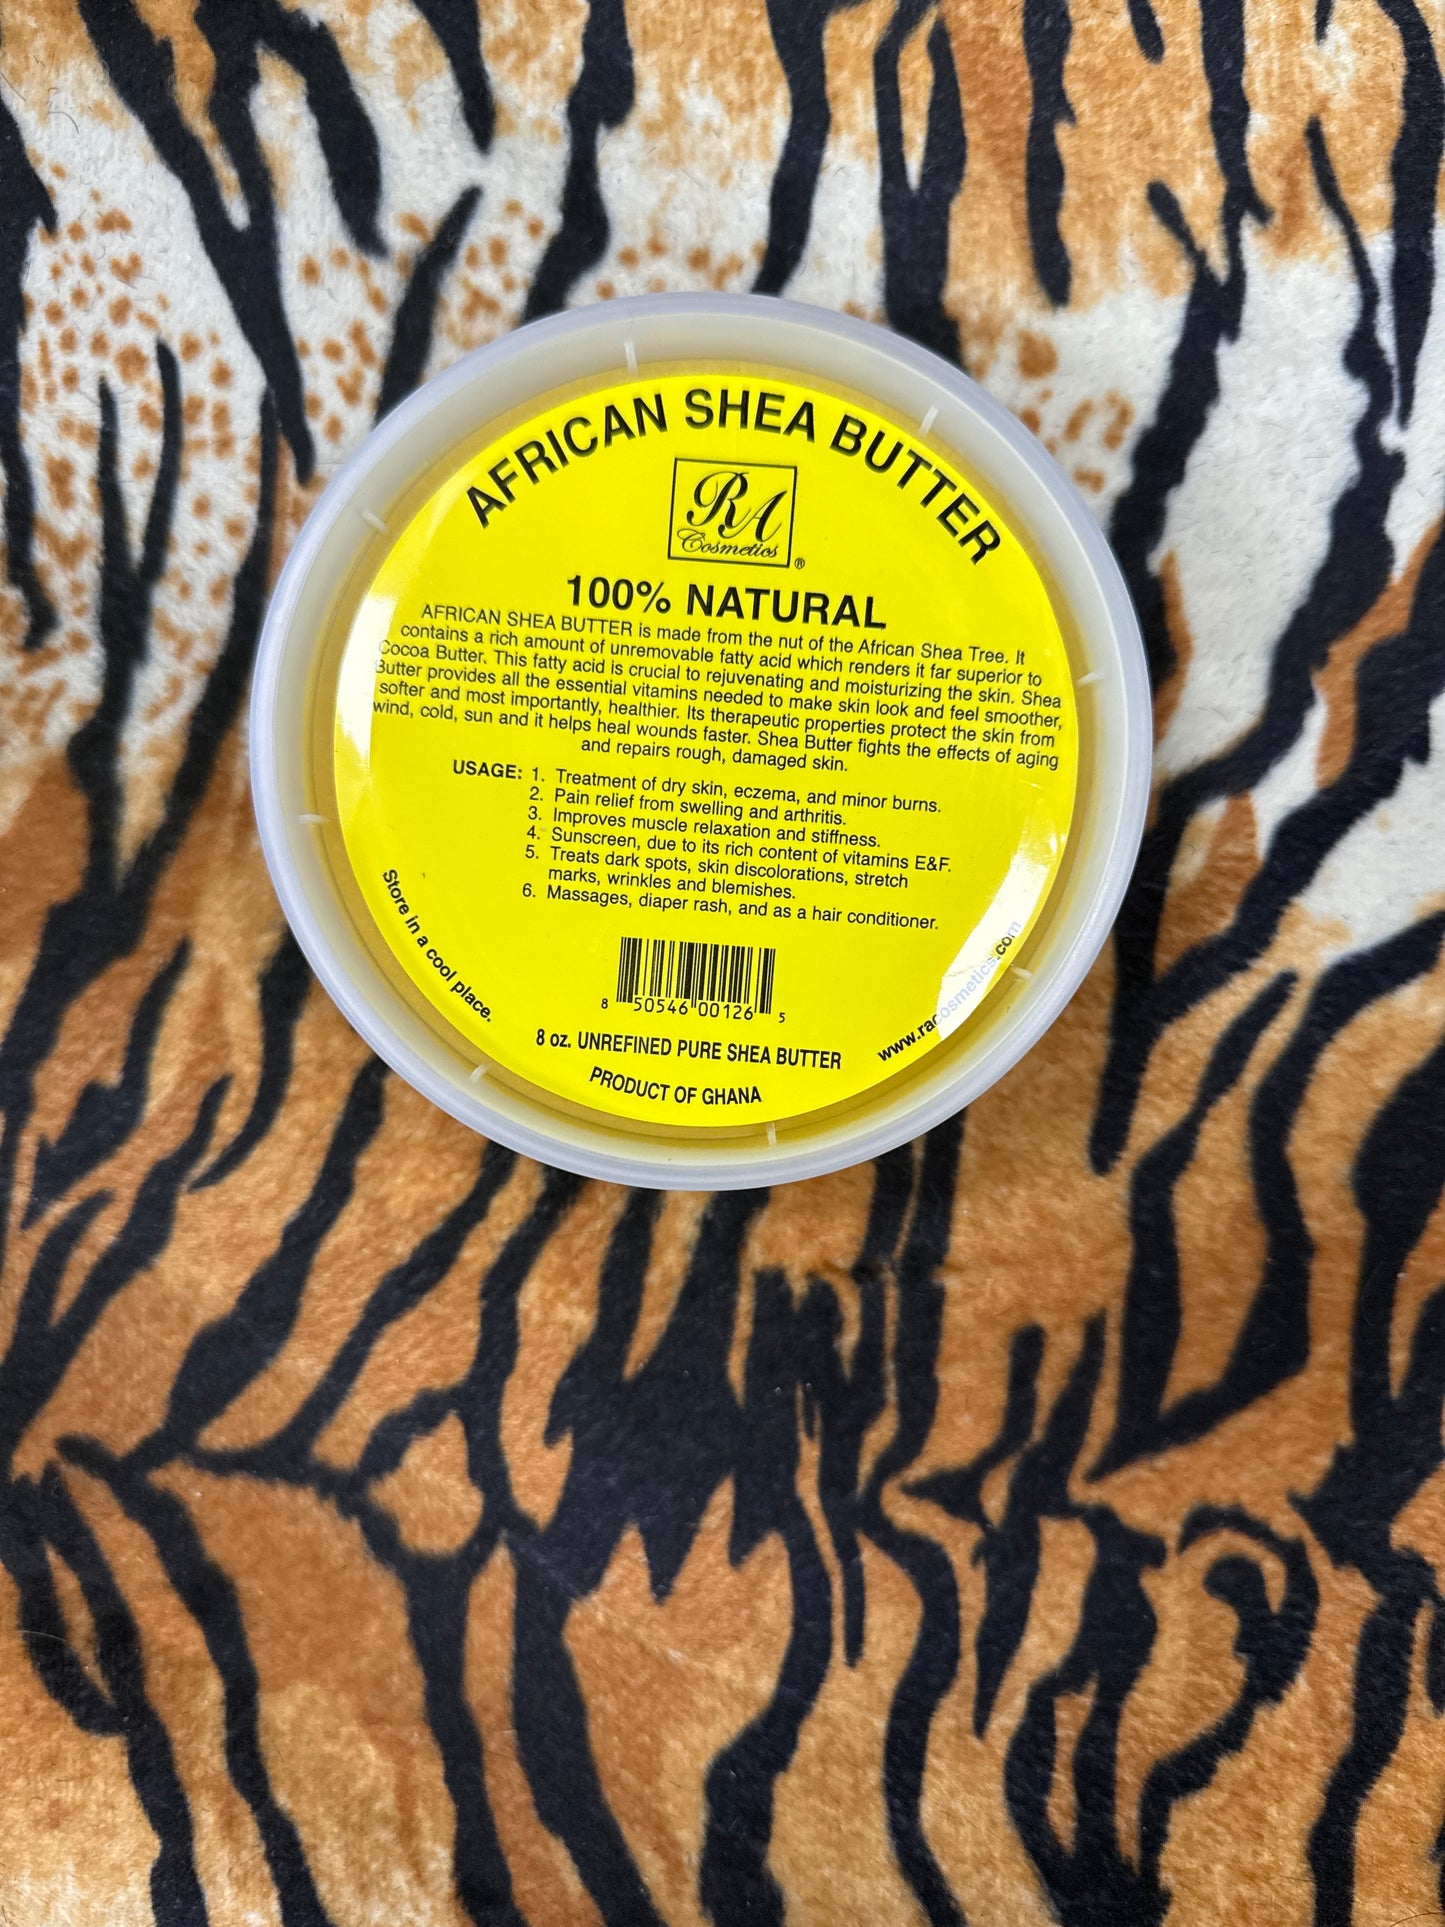 AFRICAN SHEA BUTTER
RA
Cosmetics ®
100% NATURAL
AFRICAN SHEA BUTTER is made from the nut of the African Shea Tree. It
contains a rich amount of unremovable fatty acid which renders it far superior to
Cocoa Butter. This fatty acid is crucial to rejuvenating and moisturizing the skin. Shea
Butter provides all the essential vitamins needed to make skin look and feel smoother,
softer and most importantly, healthier. Its therapeutic properties protect the skin from
wind, cold, sun and it helps heal wounds faster. Shea Butter fights the effects of aging
and repairs rough, damaged skin.
USAGE: 1. Treatment of dry skin, eczema, and minor burns.
2. Pain relief from swelling and arthritis.
3. Improves muscle relaxation and stiffness.
4. Sunscreen, due to its rich content of vitamins E&F.
5. Treats dark spots, skin discolorations, stretch
marks, wrinkles and blemishes.
6. Massages, diaper rash, and as a hair conditioner.
Store in a cool place.
www.racosmetics.com
8 50546 00126 5
8 oz. UNREFINED PURE SHEA BUTTER
PRODUCT OF GHANA